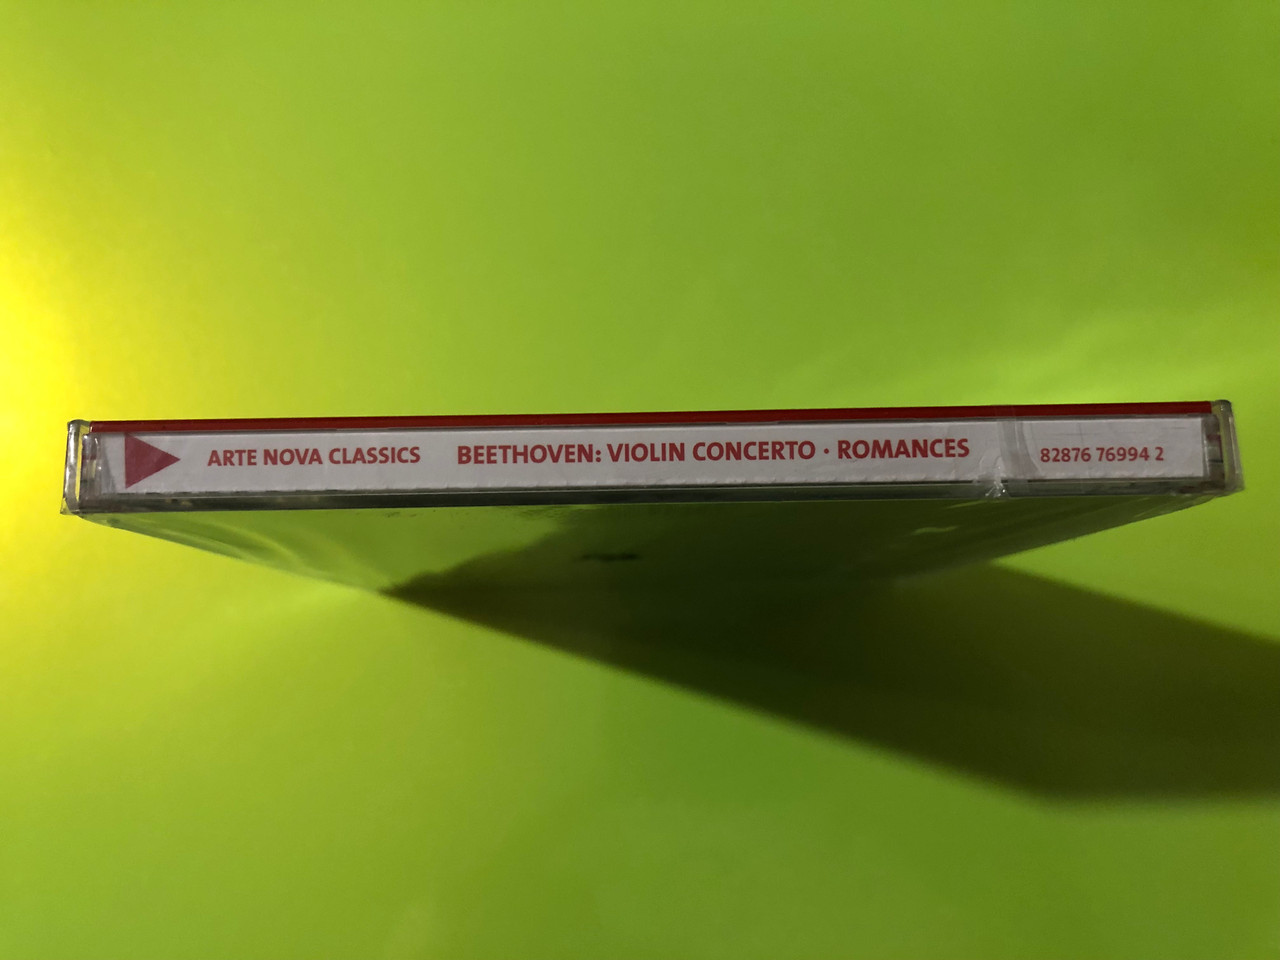 ARTE NOVA CLASSICS BEETHOVEN: VIOLIN CONCERTO · ROMANCES 82876 76994 2